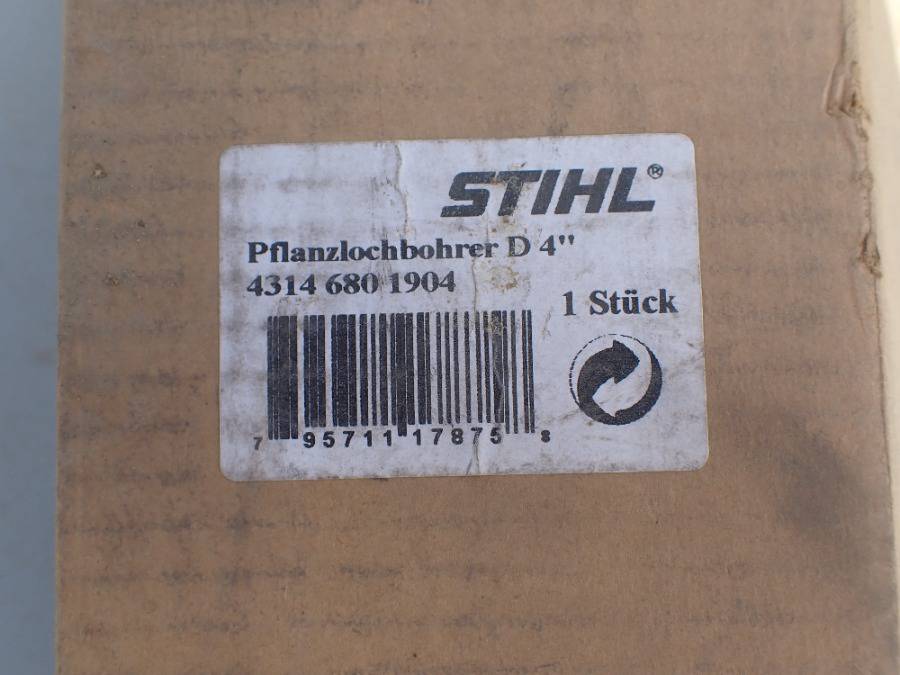 STIHL®
Pflanzlochbohrer D 4"
4314 680 1904
1 Stück
7 95711 17875 8